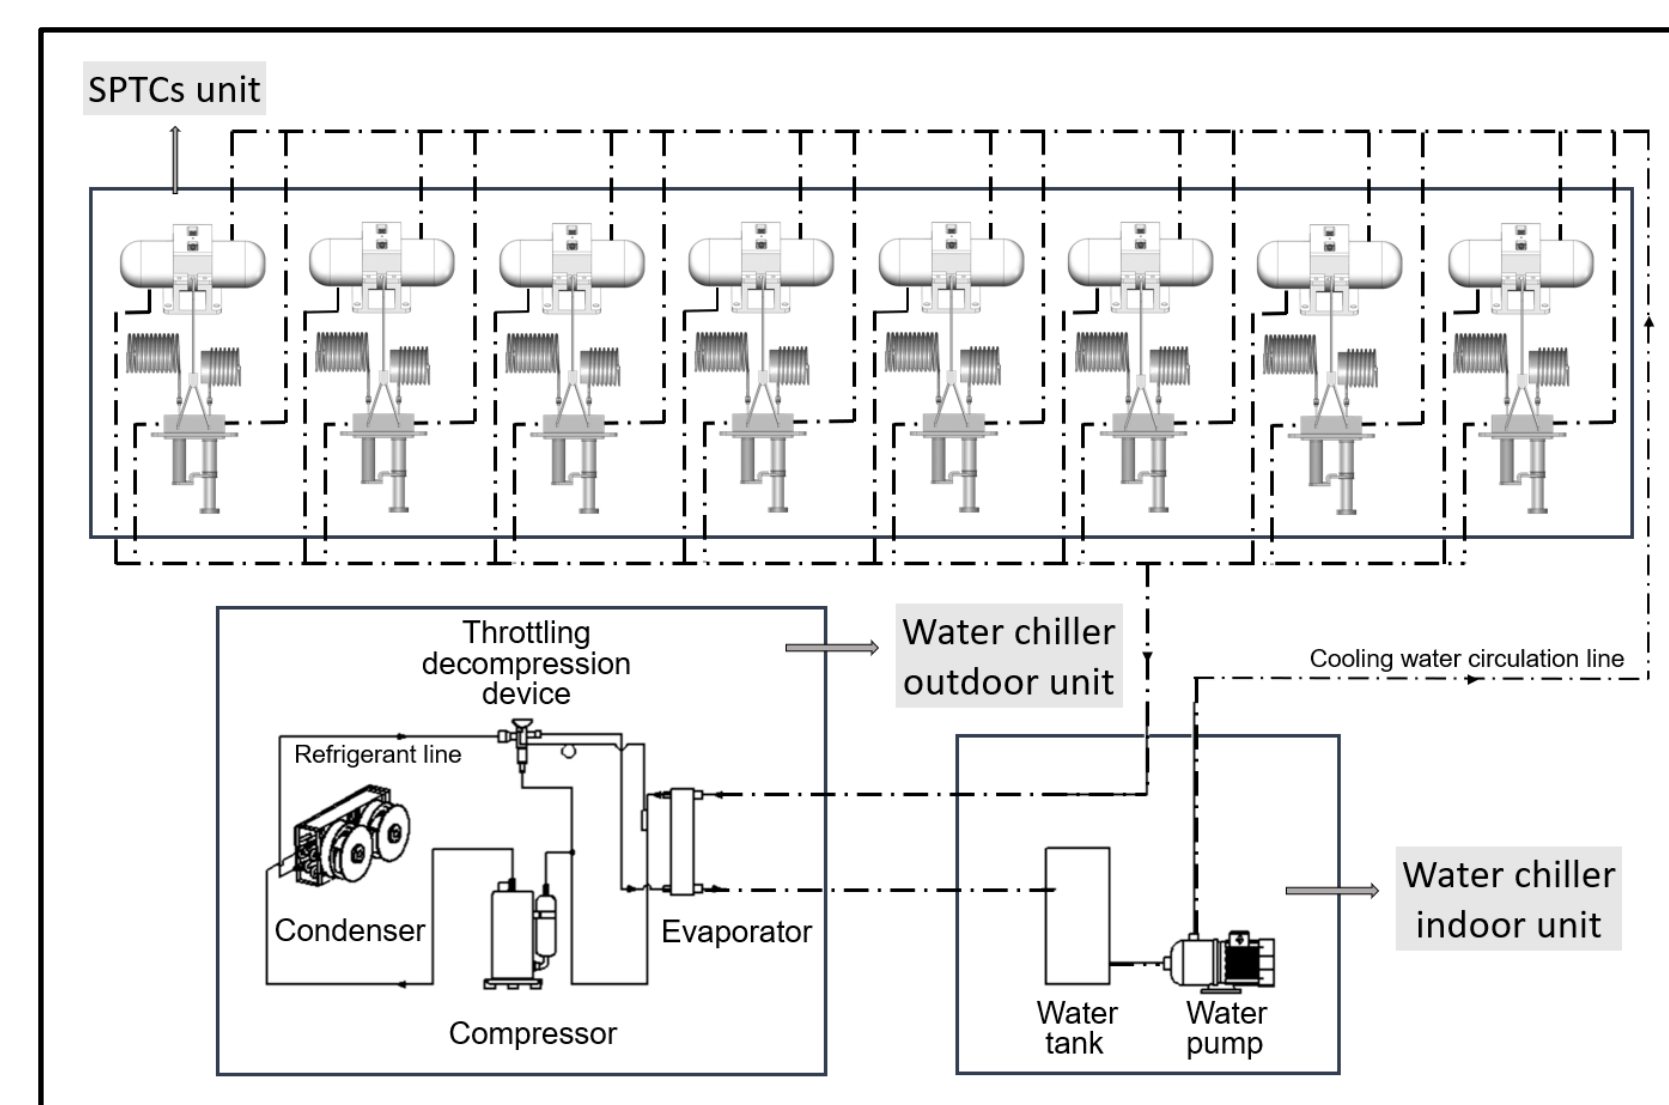 SPTCs unit
Throttling
decompression
device
Water chiller
outdoor unit
Cooling water circulation line
Refrigerant line
Water chiller
indoor unit
Condenser
Evaporator
Compressor
Water
tank
Water
pump